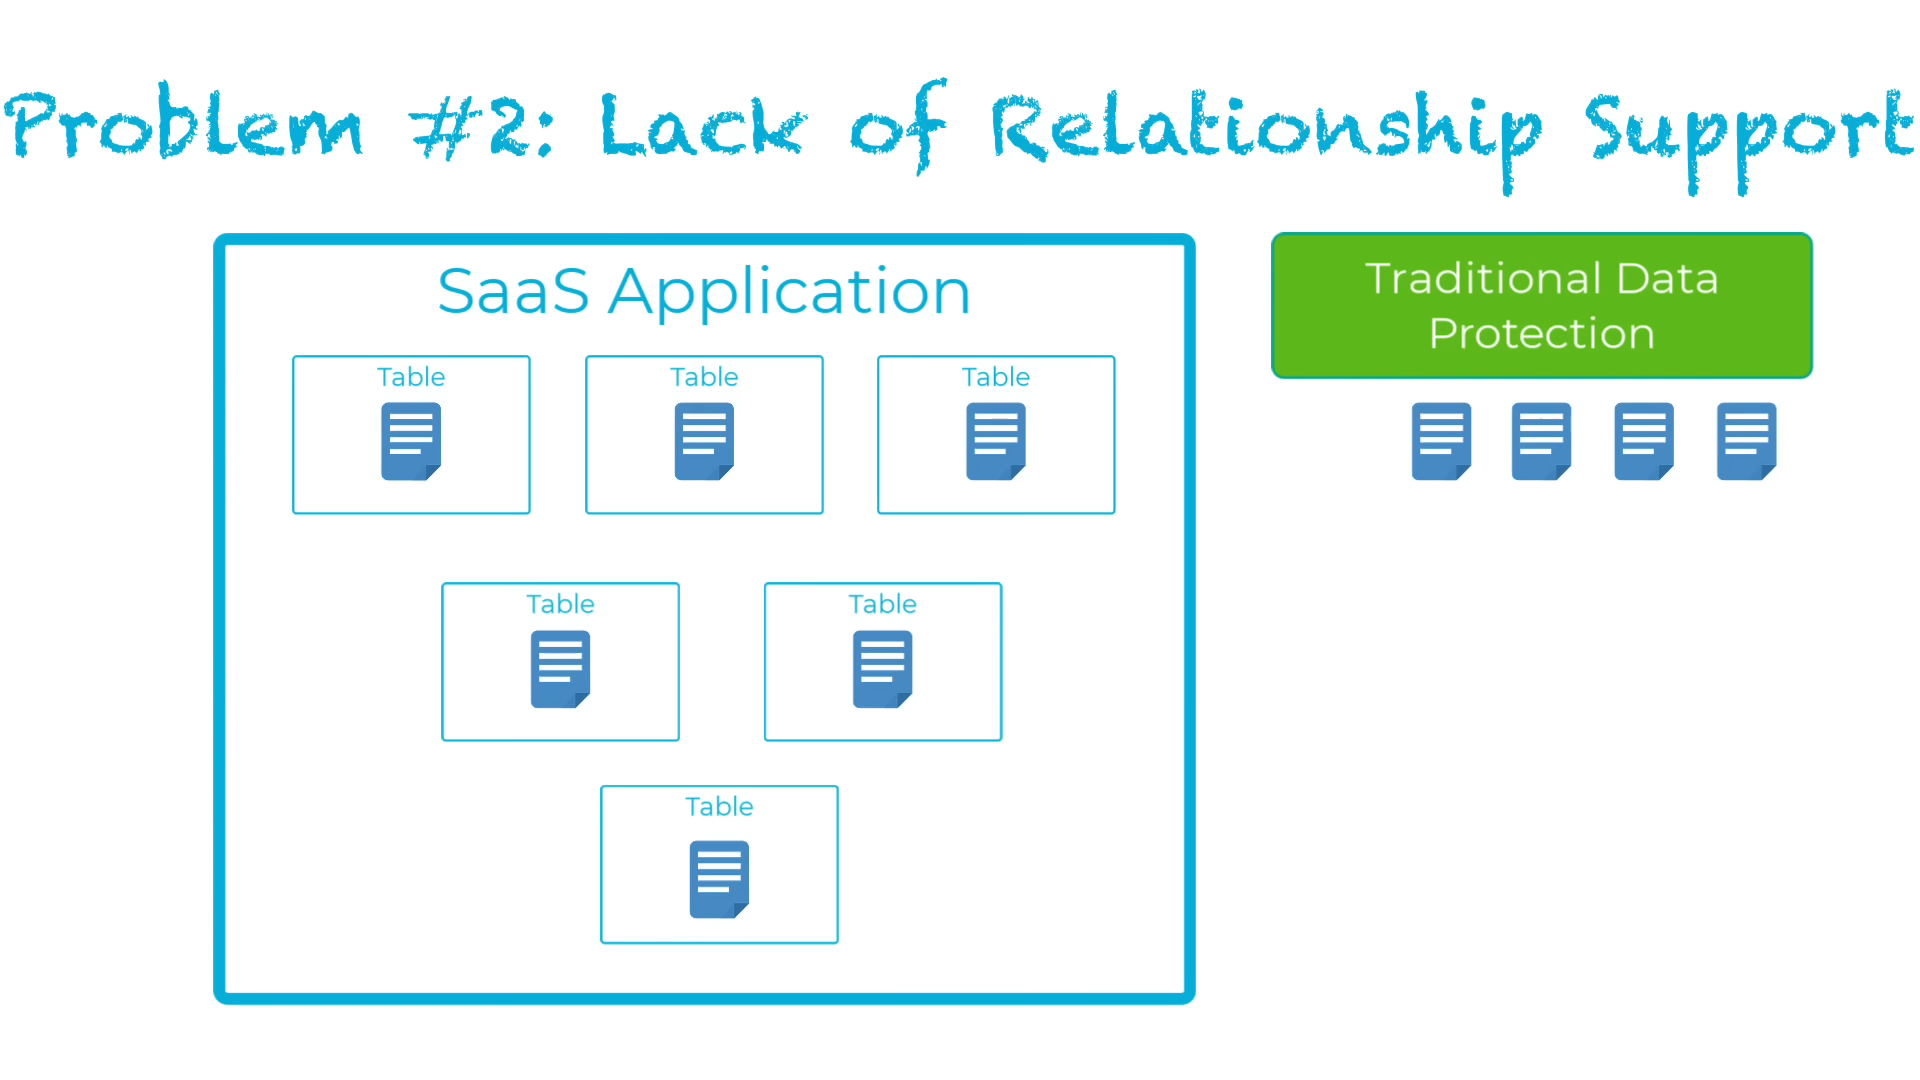 Problem #2: Lack of Relationship Support
SaaS Application
Table
Table
Table
Table
Table
Table
Traditional Data
Protection